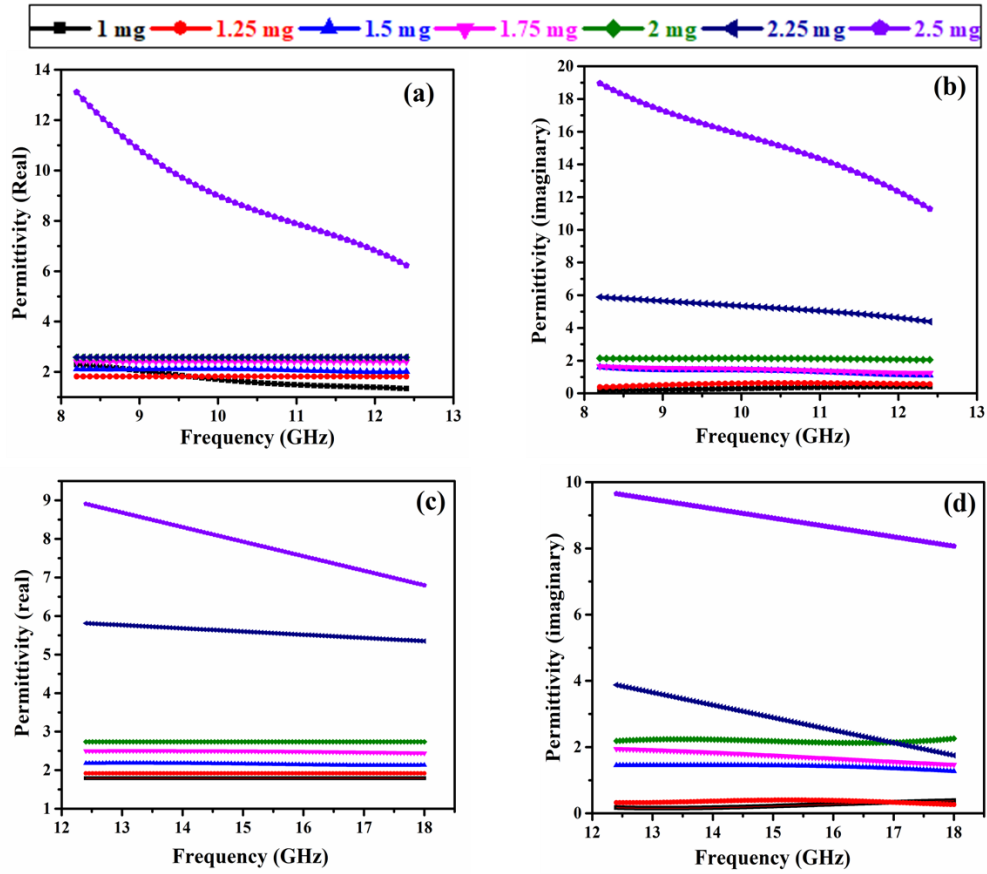 1 mg 1.25 mg 1.5 mg 1.75 mg 2 mg 2.25 mg 2.5 mg
(a)
Permittivity (Real)
14
12
10
8
6
4
2
8 9 10 11 12 13
Frequency (GHz)
(b)
Permittivity (imaginary)
20
18
16
14
12
10
8
6
4
2
0
8 9 10 11 12 13
Frequency (GHz)
(c)
Permittivity (real)
9
8
7
6
5
4
3
2
1
12 13 14 15 16 17 18
Frequency (GHz)
(d)
Permittivity (imaginary)
10
8
6
4
2
0
12 13 14 15 16 17 18
Frequency (GHz)